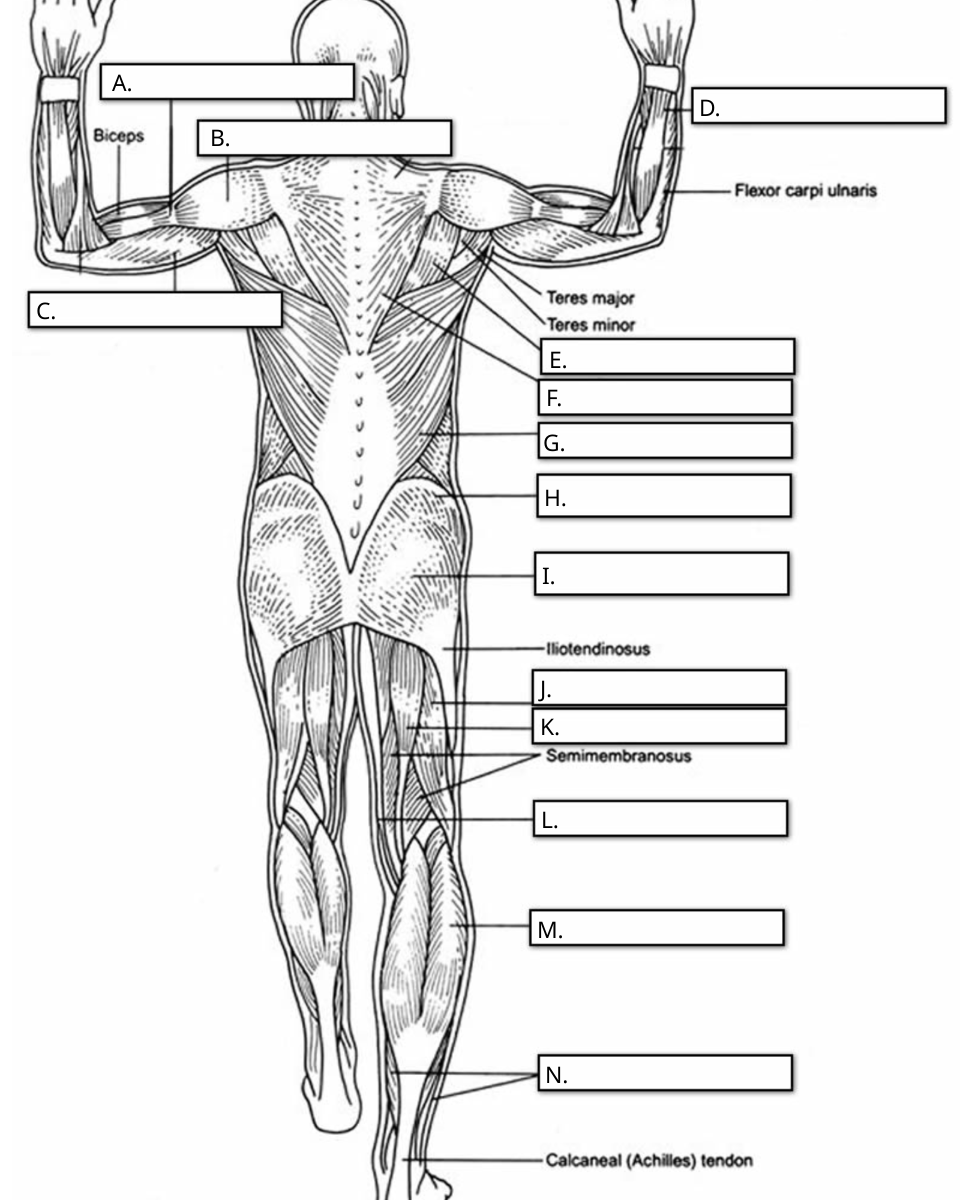 A.
D.
Biceps
B.
Flexor carpi ulnaris
C.
Teres major
Teres minor
E.
F.
G.
H.
I.
Iliotendinosus
J.
K.
Semimembranosus
L.
M.
N.
Calcaneal (Achilles) tendon